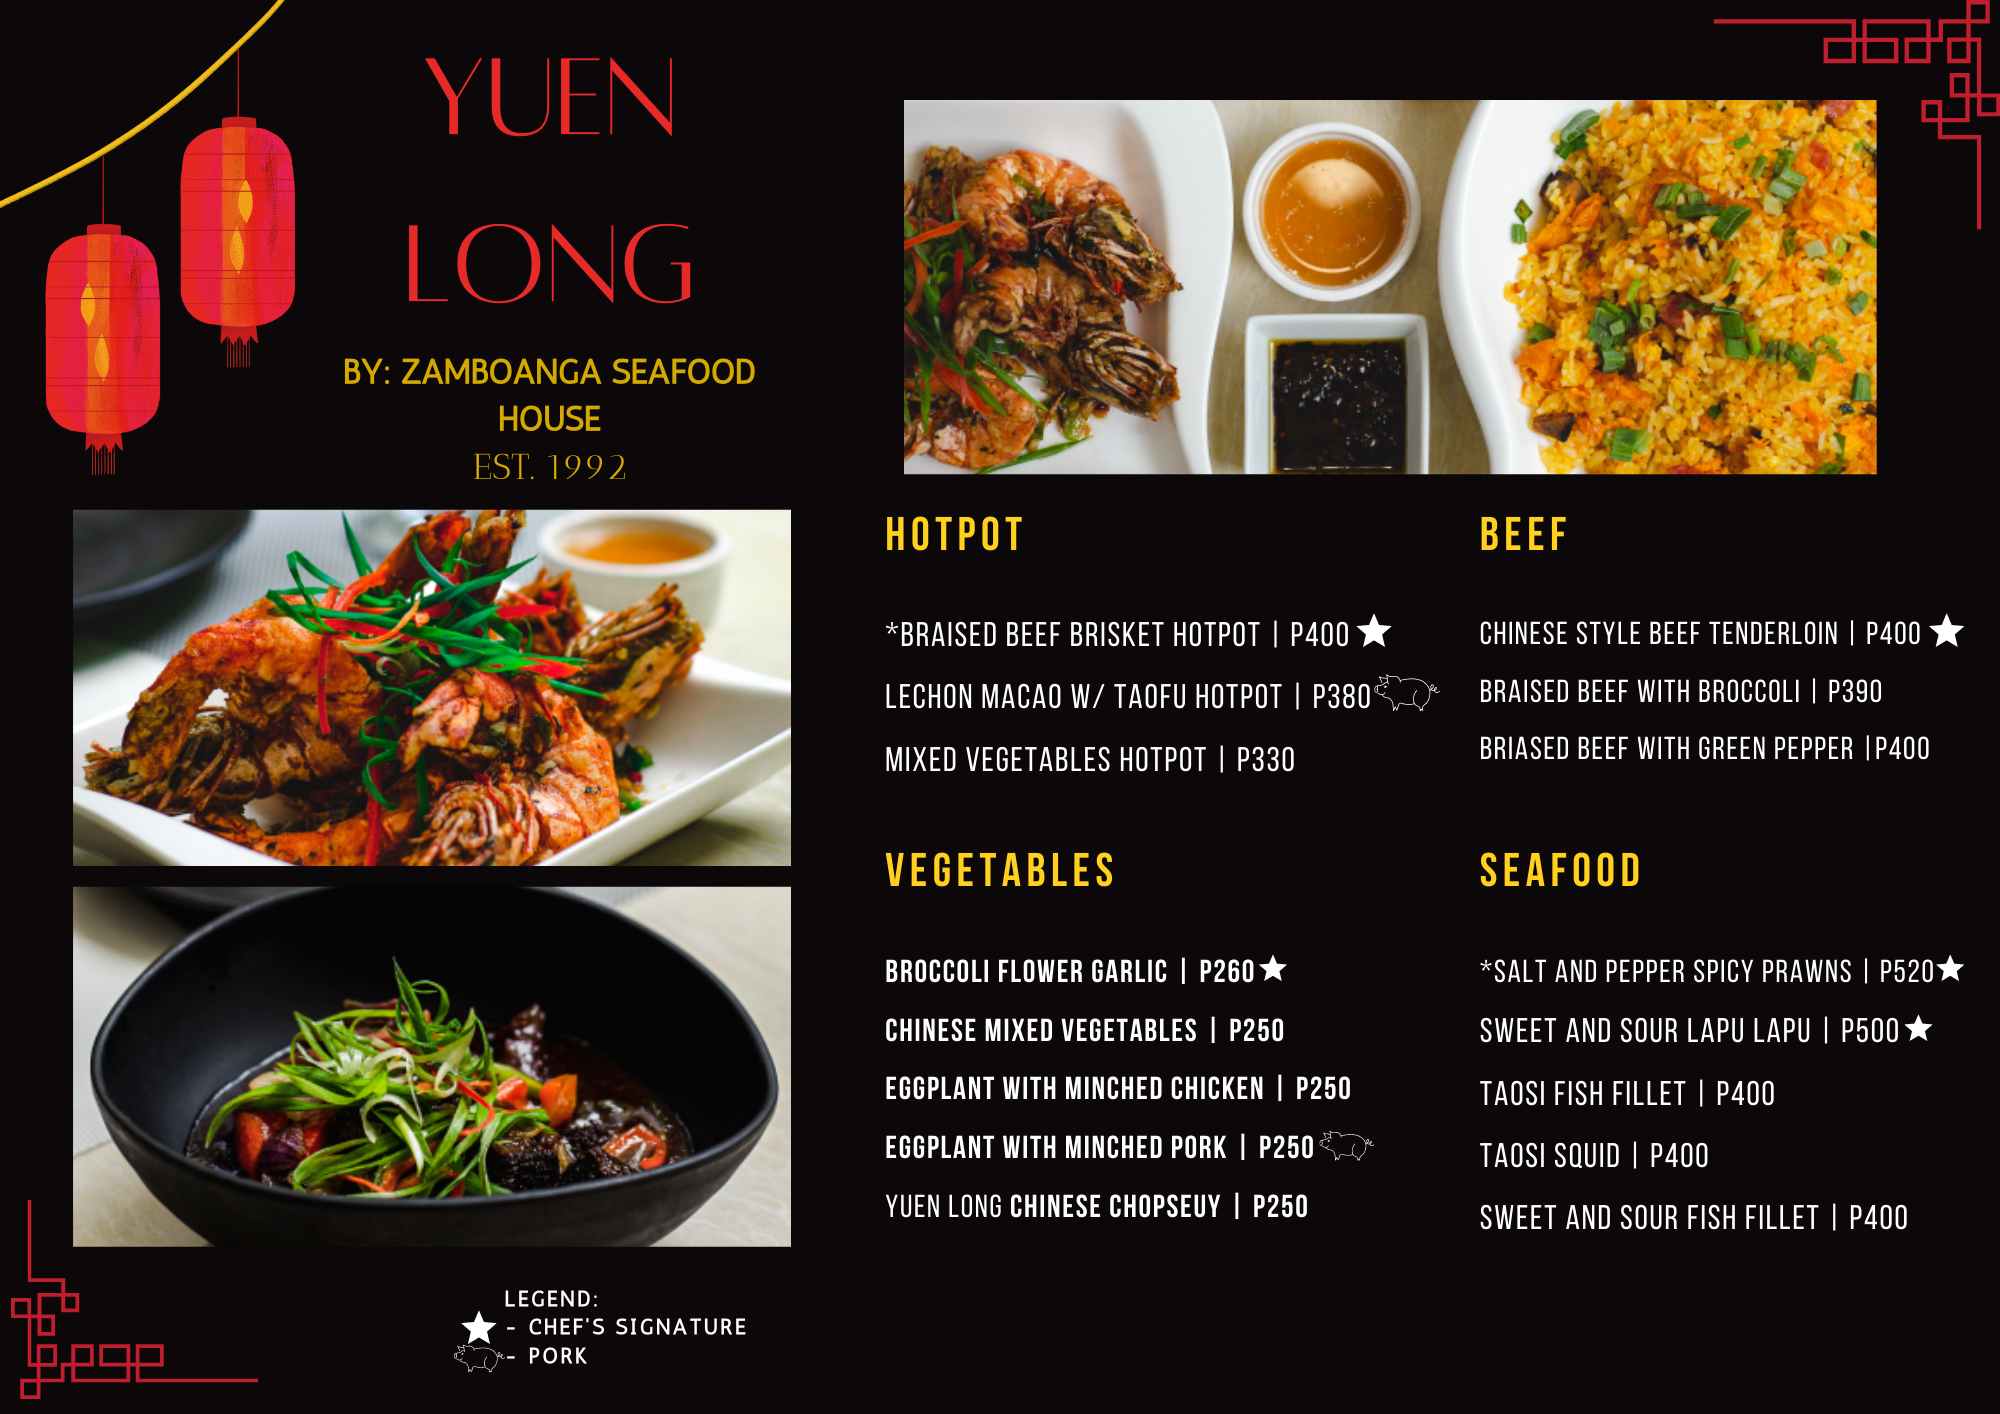 YUEN
LONG
BY: ZAMBOANGA SEAFOOD
HOUSE
EST. 1992
HOTPOT
*BRAISED BEEF BRISKET HOTPOT | P400
LECHON MACAO W/ TAOFU HOTPOT | P380
MIXED VEGETABLES HOTPOT | P330
BEEF
CHINESE STYLE BEEF TENDERLOIN | P400
BRAISED BEEF WITH BROCCOLI | P390
BRIASED BEEF WITH GREEN PEPPER |P400
VEGETABLES
BROCCOLI FLOWER GARLIC | P260
CHINESE MIXED VEGETABLES | P250
EGGPLANT WITH MINCHED CHICKEN | P250
EGGPLANT WITH MINCHED PORK | P250
YUEN LONG CHINESE CHOPSEUY | P250
SEAFOOD
*SALT AND PEPPER SPICY PRAWNS | P520
SWEET AND SOUR LAPU LAPU | P500
TAOSI FISH FILLET | P400
TAOSI SQUID | P400
SWEET AND SOUR FISH FILLET | P400
LEGEND:
- CHEF'S SIGNATURE
- PORK